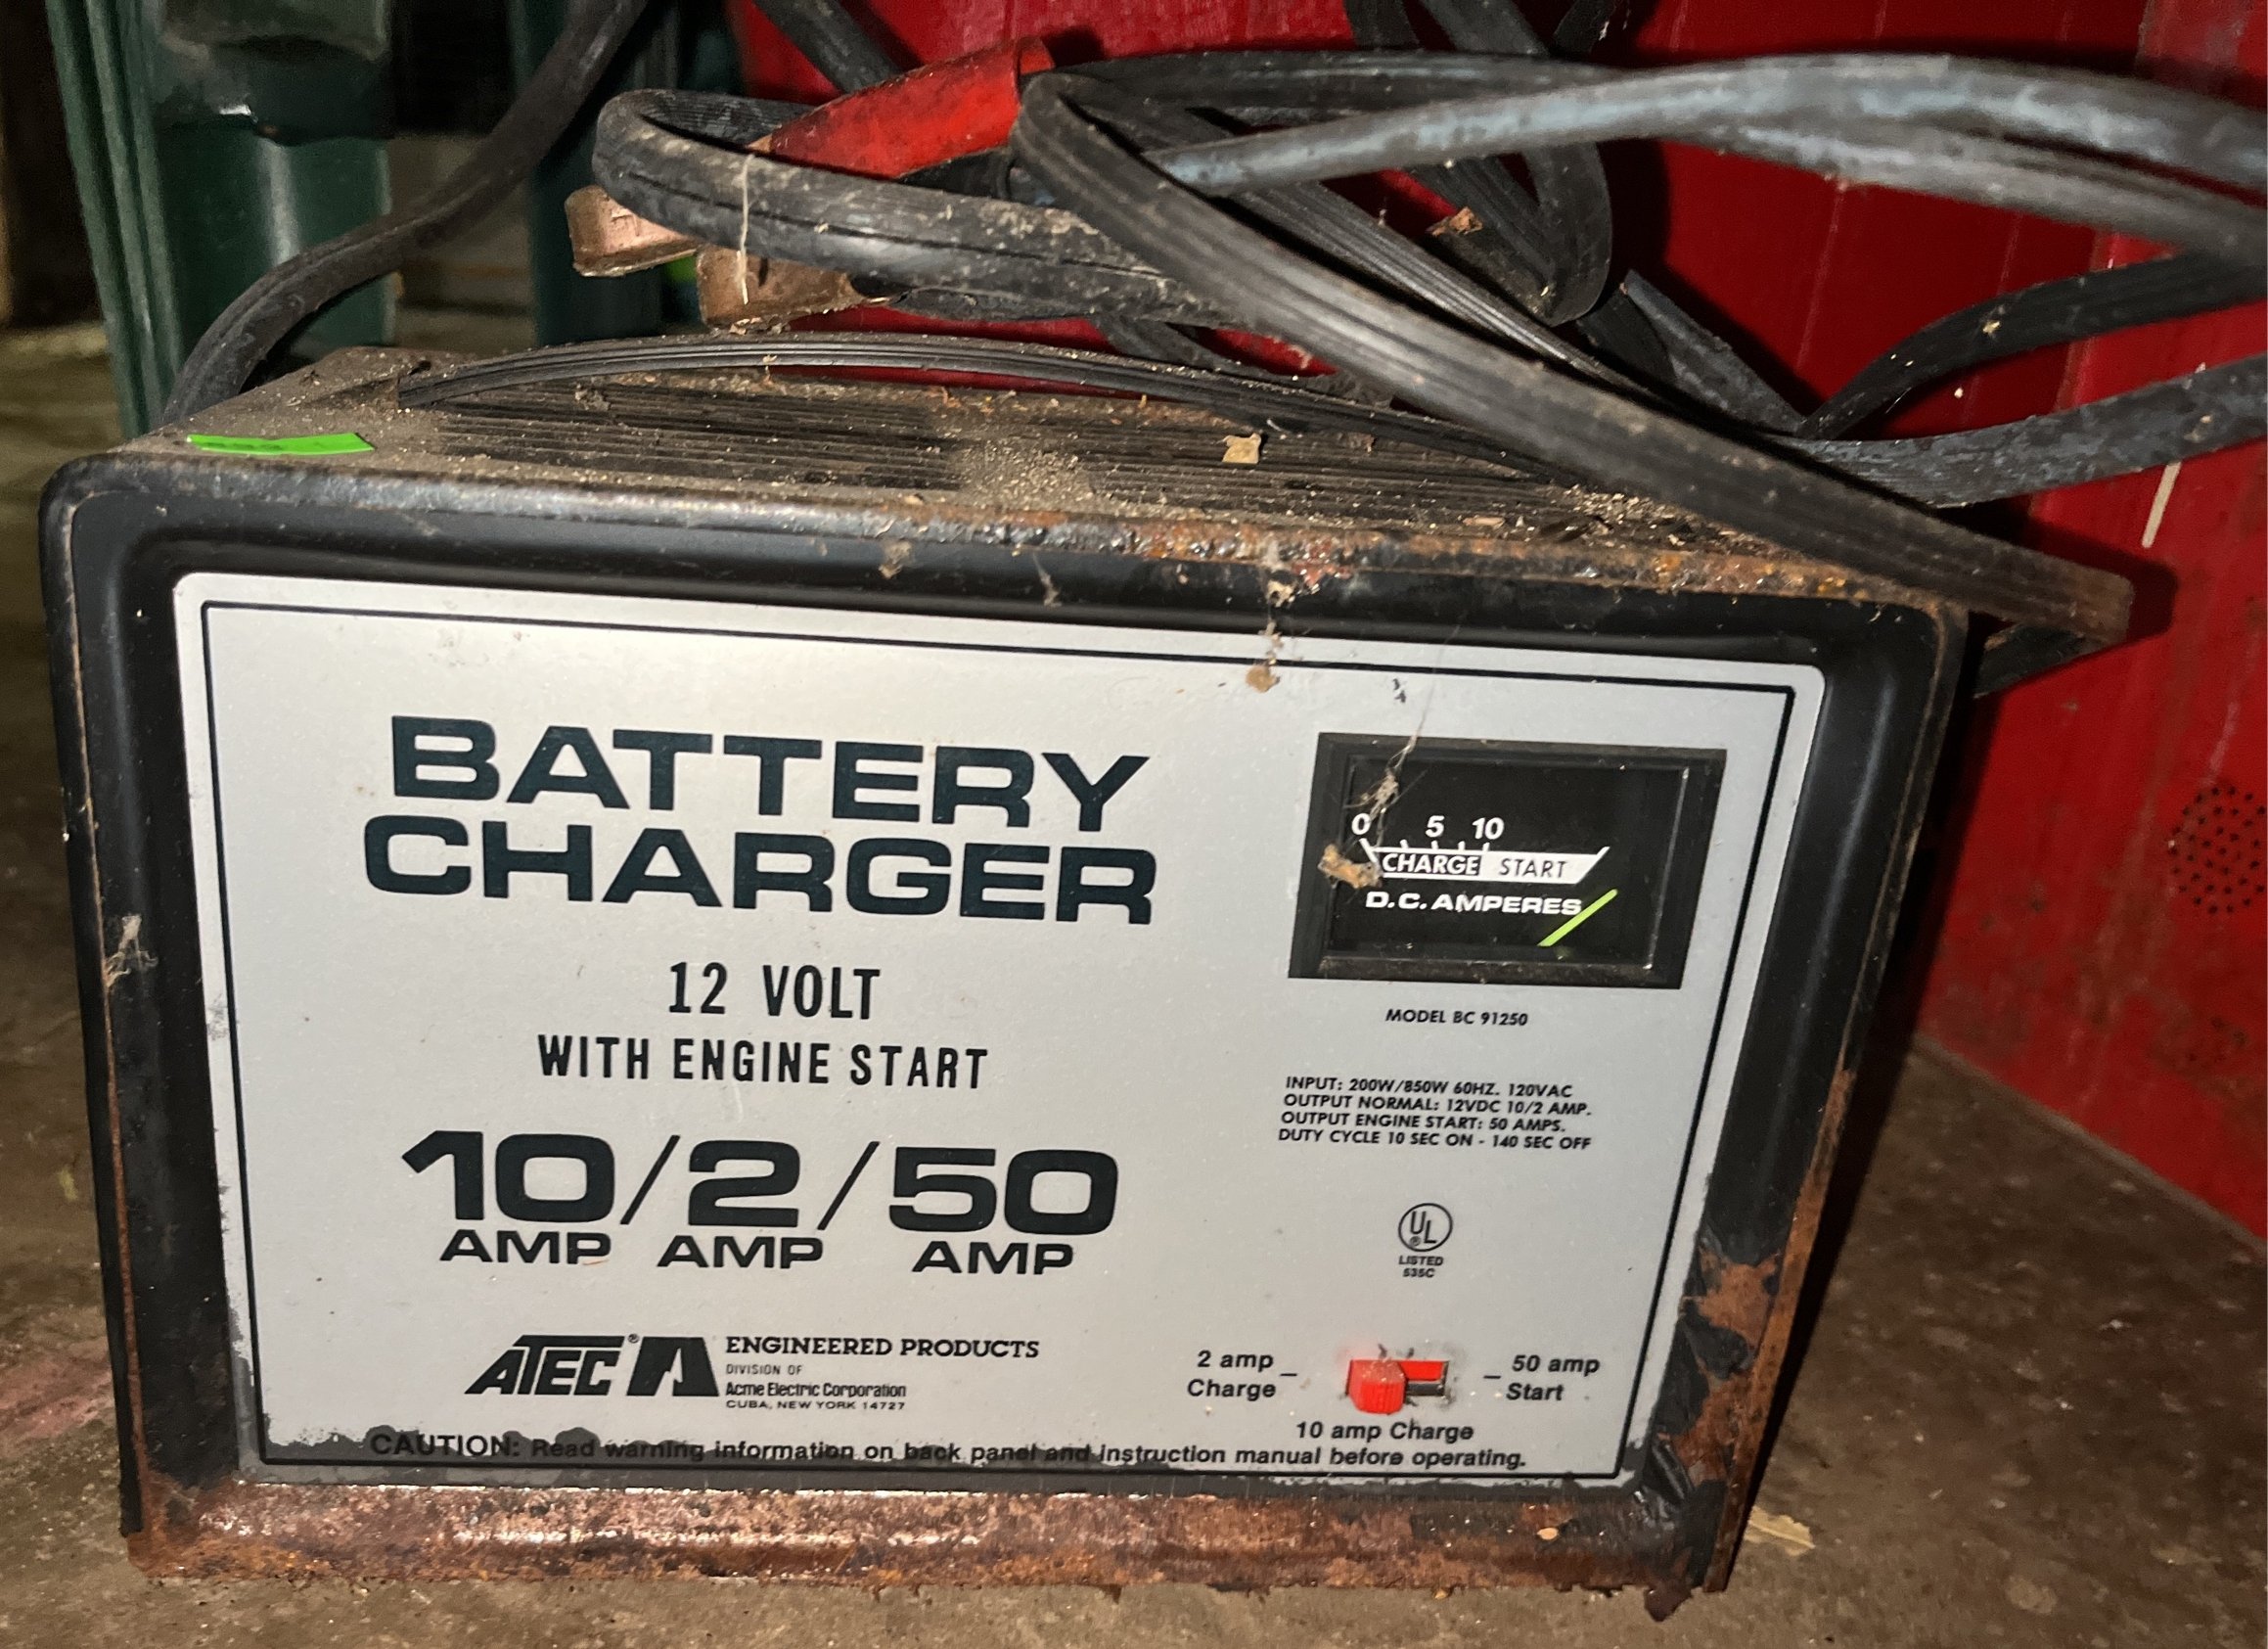 BATTERY
CHARGER
12 VOLT
WITH ENGINE START
10/2/50
AMP AMP AMP
ATEC® ENGINEERED PRODUCTS
DIVISION OF
Acme Electric Corporation
CUBA, NEW YORK 14727
0 5 10
CHARGE START
D.C. AMPERES
MODEL BC 91250
INPUT: 200W/850W 60HZ. 120VAC
OUTPUT NORMAL: 12VDC 10/2 AMP.
OUTPUT ENGINE START: 50 AMPS.
DUTY CYCLE 10 SEC ON - 140 SEC OFF
UL
®
LISTED
535C
2 amp
Charge
50 amp
Start
10 amp Charge
CAUTION: Read warning information on back panel and instruction manual before operating.